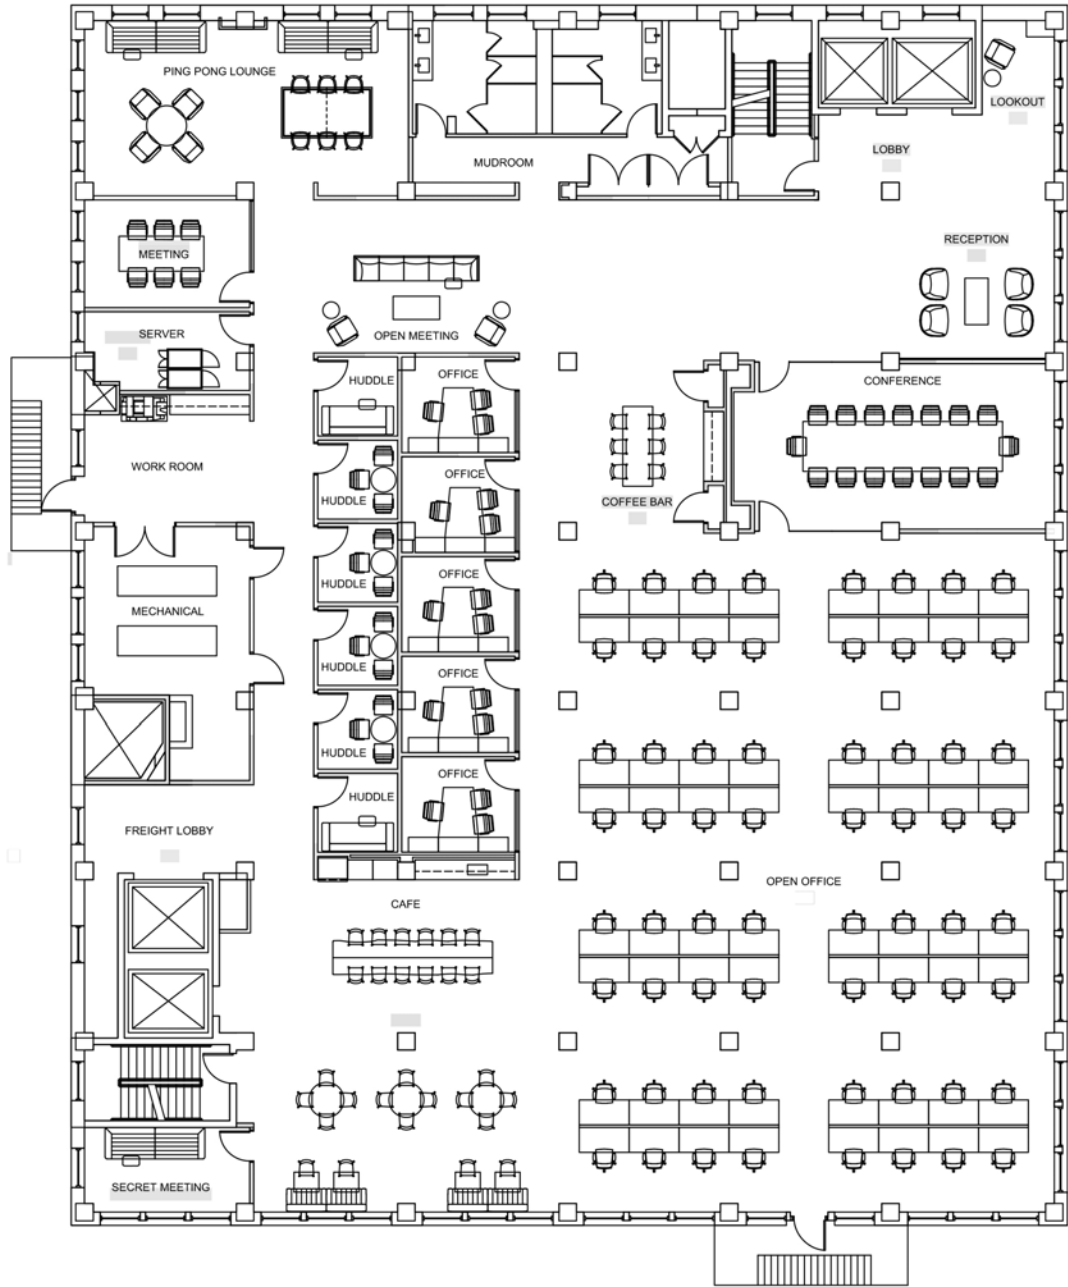 PING PONG LOUNGE
LOOKOUT
LOBBY
MUDROOM
RECEPTION
MEETING
SERVER
OPEN MEETING
HUDDLE
OFFICE
CONFERENCE
WORK ROOM
HUDDLE
OFFICE
COFFEE BAR
HUDDLE
OFFICE
MECHANICAL
HUDDLE
OFFICE
HUDDLE
OFFICE
HUDDLE
FREIGHT LOBBY
OPEN OFFICE
CAFE
SECRET MEETING